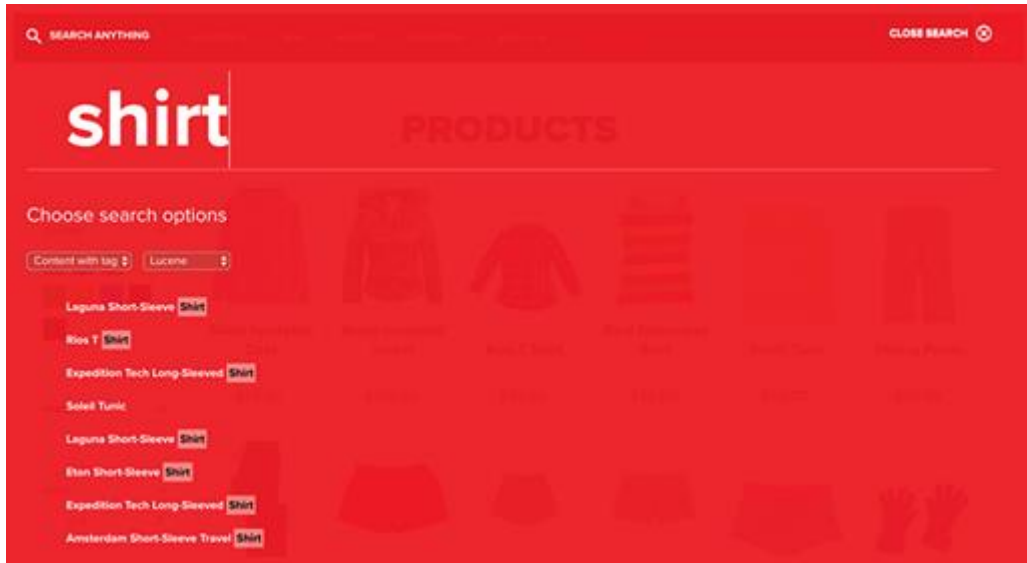 SEARCH ANYTHING
CLOSE SEARCH
shirt
PRODUCTS
Choose search options
Content with tag
Lucene
Laguna Short-Sleeve Shirt
Rios T Shirt
Expedition Tech Long-Sleeved Shirt
Soleil Tunic
Laguna Short-Sleeve Shirt
Eton Short-Sleeve Shirt
Expedition Tech Long-Sleeved Shirt
Amsterdam Short-Sleeve Travel Shirt